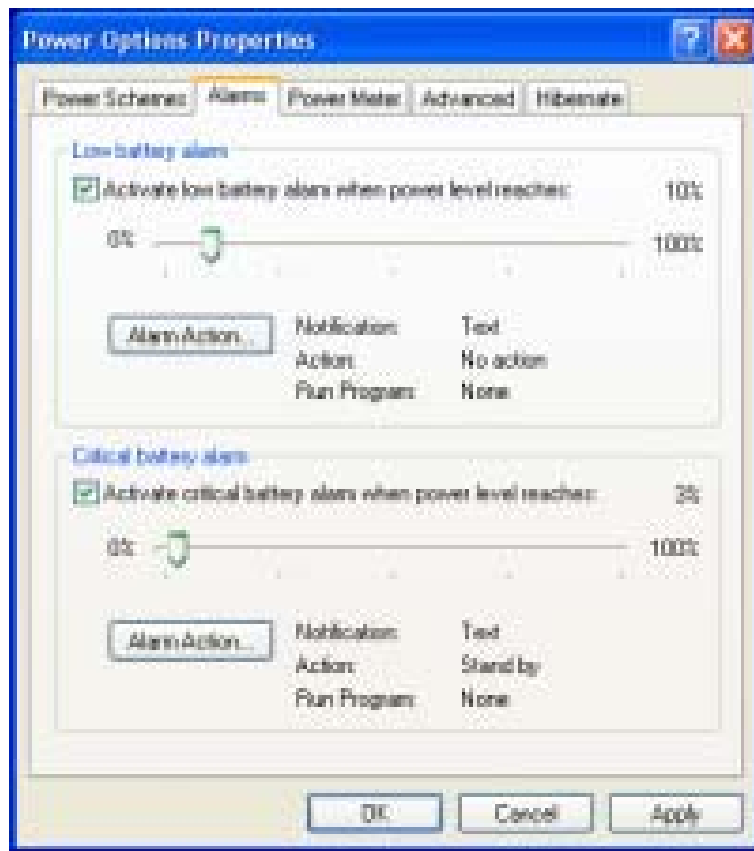 Power Options Properties
Power Schemes Alarms Power Meter Advanced Hibernate
Low battery alarm
Activate low battery alarm when power level reaches: 10%
0% 100%
Alarm Action... Notification: Text
Action: No action
Run Program: None
Critical battery alarm
Activate critical battery alarm when power level reaches: 3%
0% 100%
Alarm Action... Notification: Text
Action: Stand by
Run Program: None
OK Cancel Apply